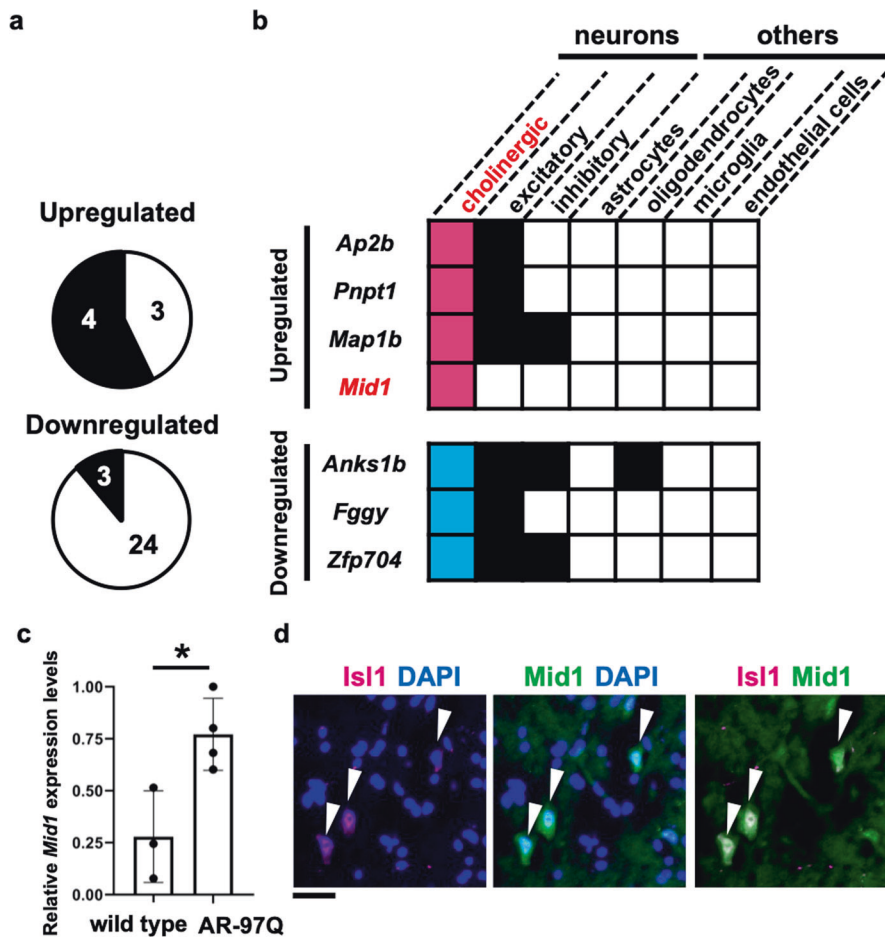 a
b
neurons
others
cholinergic
excitatory
inhibitory
astrocytes
oligodendrocytes
microglia
endothelial cells
Upregulated
4
3
Downregulated
3
24
Upregulated
Ap2b
Pnpt1
Map1b
Mid1
Downregulated
Anks1b
Fggy
Zfp704
c
Relative Mid1 expression levels
1.00
0.75
0.50
0.25
0.00
*
wild type
AR-97Q
d
Isl1 DAPI
Mid1 DAPI
Isl1 Mid1